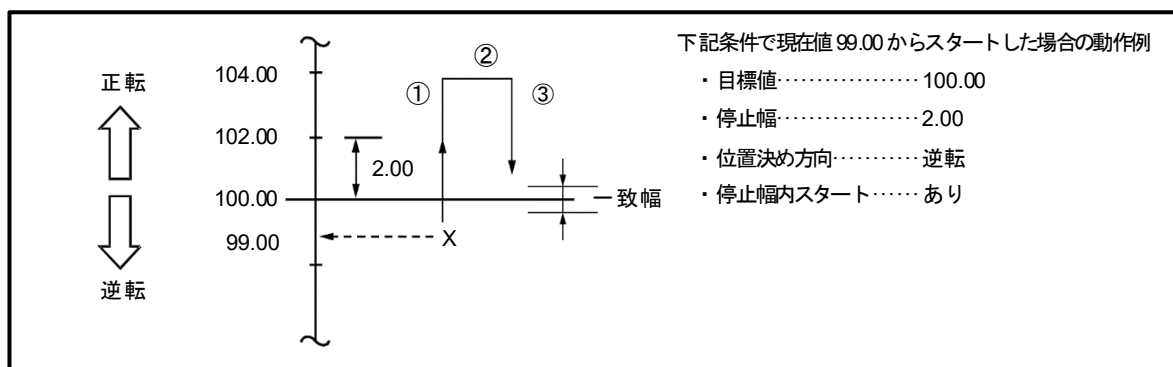 下記条件で現在値 99.00 からスタートした場合の動作例
・目標値・・・・・・・・・・・・・・・・・・ 100.00
・停止幅・・・・・・・・・・・・・・・・・・ 2.00
・位置決め方向・・・・・・・・・・・ 逆転
・停止幅内スタート・・・・・・ あり
正転
逆転
104.00
102.00
100.00
99.00
①
②
③
2.00
一致幅
X